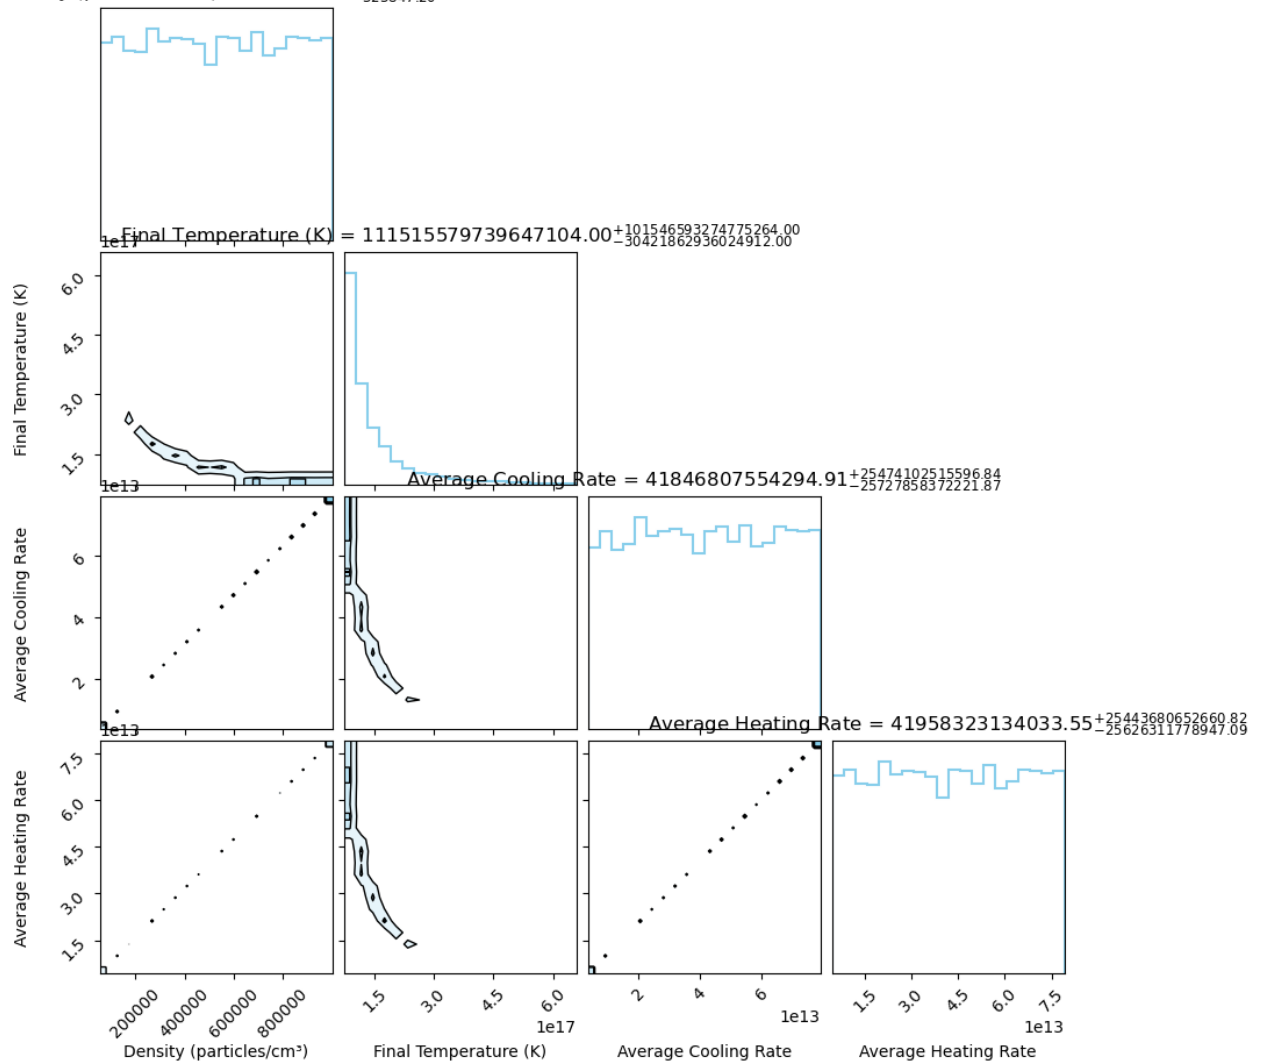 1e17
Final Temperature (K) = 111515579739647104.00+101546593274775264.00
−30421862936024912.00
6.0
4.5
3.0
1.5
Final Temperature (K)
1e13
Average Cooling Rate = 41846807554294.91+25474102515596.84
−25727858372221.87
6
4
2
Average Cooling Rate
1e13
Average Heating Rate = 41958323134033.55+25443680652660.82
−25626311778947.09
7.5
6.0
4.5
3.0
1.5
Average Heating Rate
200000
400000
600000
800000
Density (particles/cm³)
1.5
3.0
4.5
6.0
1e17
Final Temperature (K)
2
4
6
1e13
Average Cooling Rate
1.5
3.0
4.5
6.0
7.5
1e13
Average Heating Rate